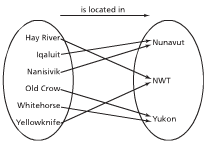 is located in
Hay River
Iqaluit
Nanisivik
Old Crow
Whitehorse
Yellowknife
Nunavut
NWT
Yukon